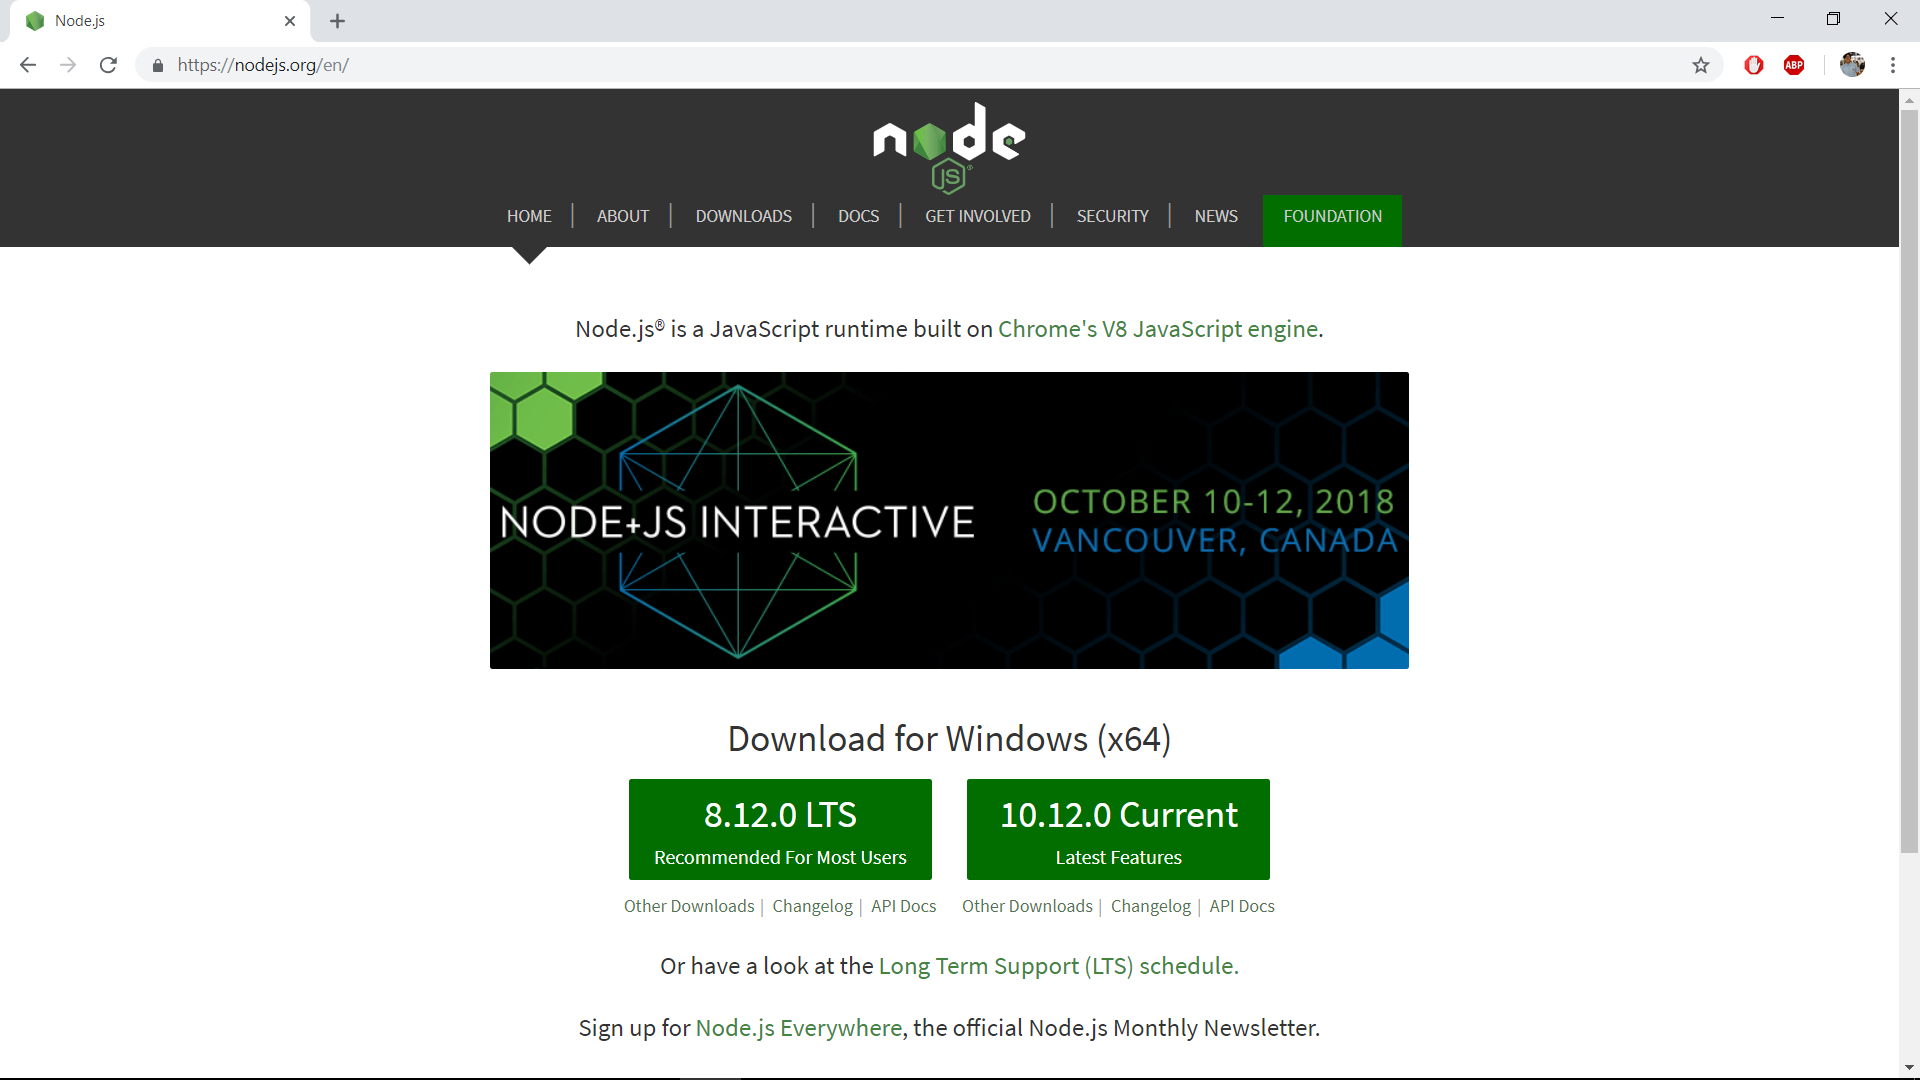 Node.js
https://nodejs.org/en/
ABP
node
JS®
HOME | ABOUT | DOWNLOADS | DOCS | GET INVOLVED | SECURITY | NEWS FOUNDATION
Node.js® is a JavaScript runtime built on Chrome's V8 JavaScript engine.
NODE+JS INTERACTIVE
OCTOBER 10-12, 2018
VANCOUVER, CANADA
Download for Windows (x64)
8.12.0 LTS
Recommended For Most Users
10.12.0 Current
Latest Features
Other Downloads | Changelog | API Docs
Other Downloads | Changelog | API Docs
Or have a look at the Long Term Support (LTS) schedule.
Sign up for Node.js Everywhere, the official Node.js Monthly Newsletter.